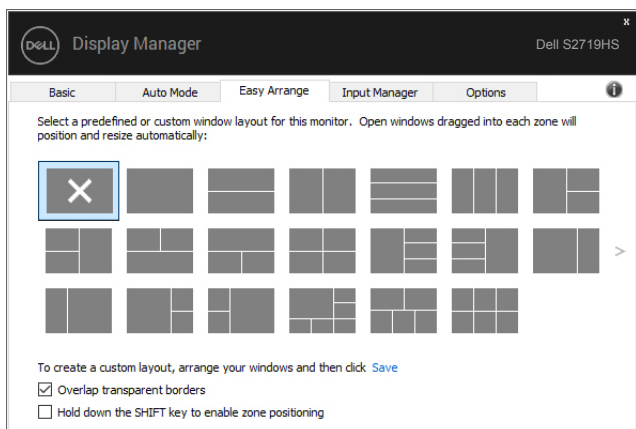 x
DELL Display Manager Dell S2719HS
Basic Auto Mode Easy Arrange Input Manager Options i
Select a predefined or custom window layout for this monitor. Open windows dragged into each zone will
position and resize automatically:
>
To create a custom layout, arrange your windows and then click Save
Overlap transparent borders
Hold down the SHIFT key to enable zone positioning